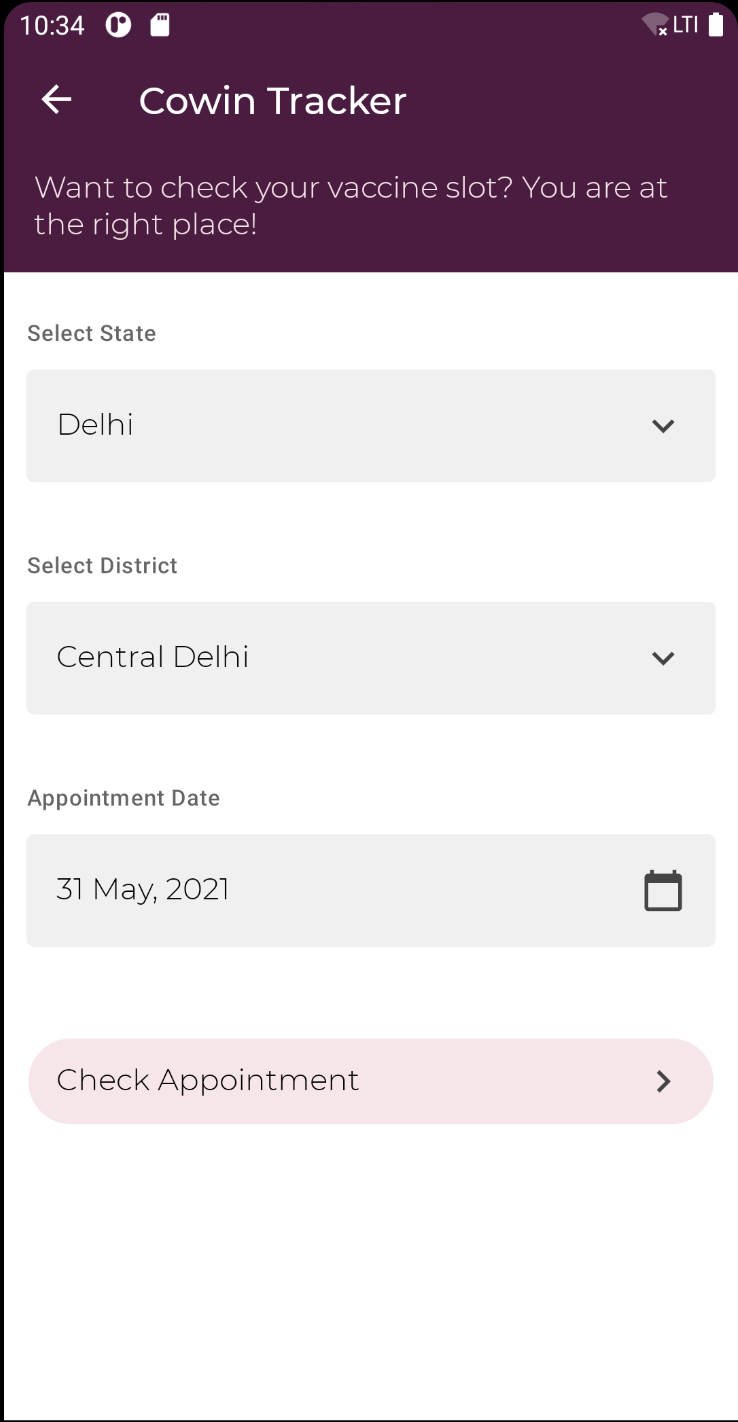 10:34 LTI
Cowin Tracker
Want to check your vaccine slot? You are at
the right place!
Select State
Delhi
Select District
Central Delhi
Appointment Date
31 May, 2021
Check Appointment